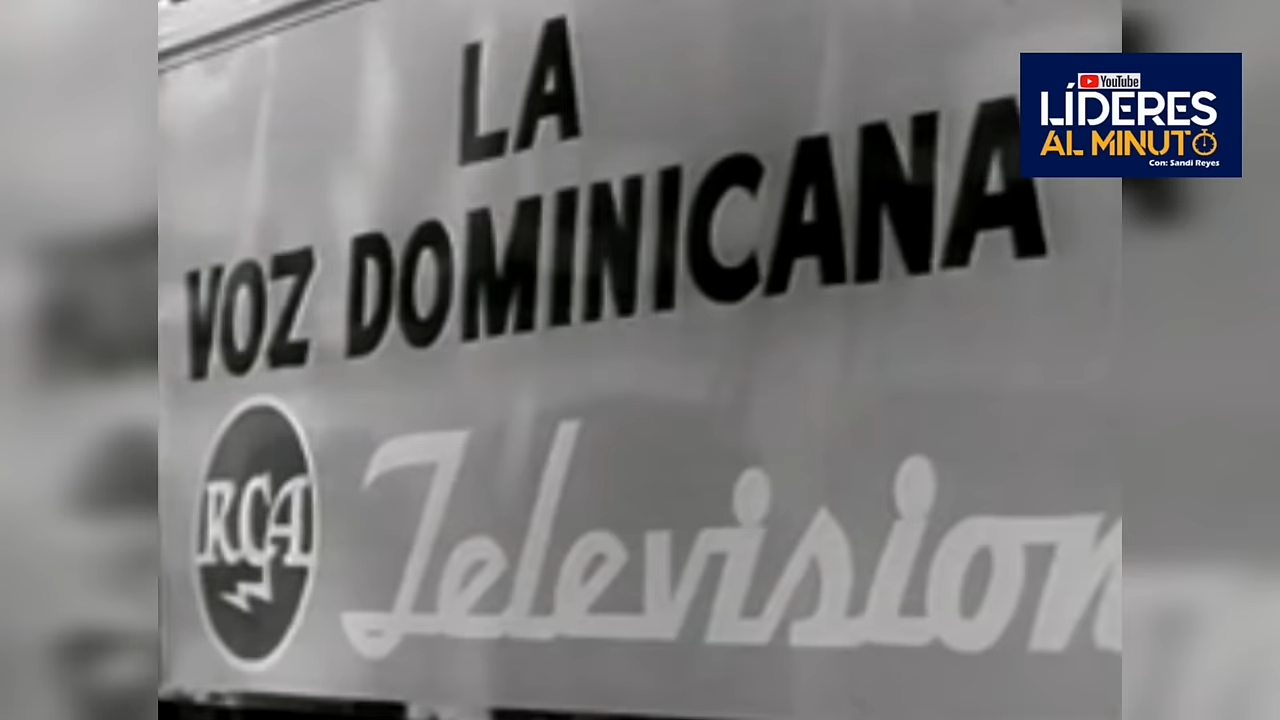 LA
VOZ DOMINICANA
RCA
Television
YouTube
LÍDERES
AL MINUTO
Con: Sandi Reyes